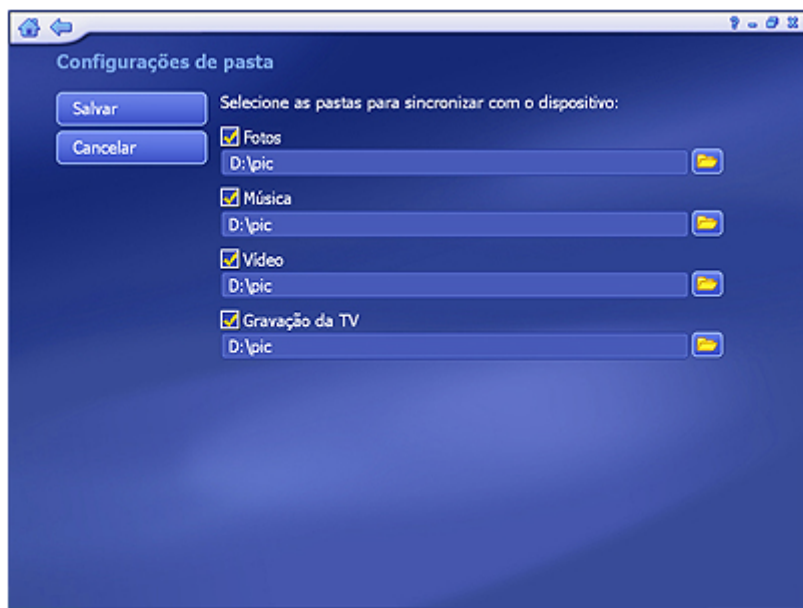 Configurações de pasta
Salvar
Cancelar
Selecione as pastas para sincronizar com o dispositivo:
Fotos
D:\pic
Música
D:\pic
Vídeo
D:\pic
Gravação da TV
D:\pic